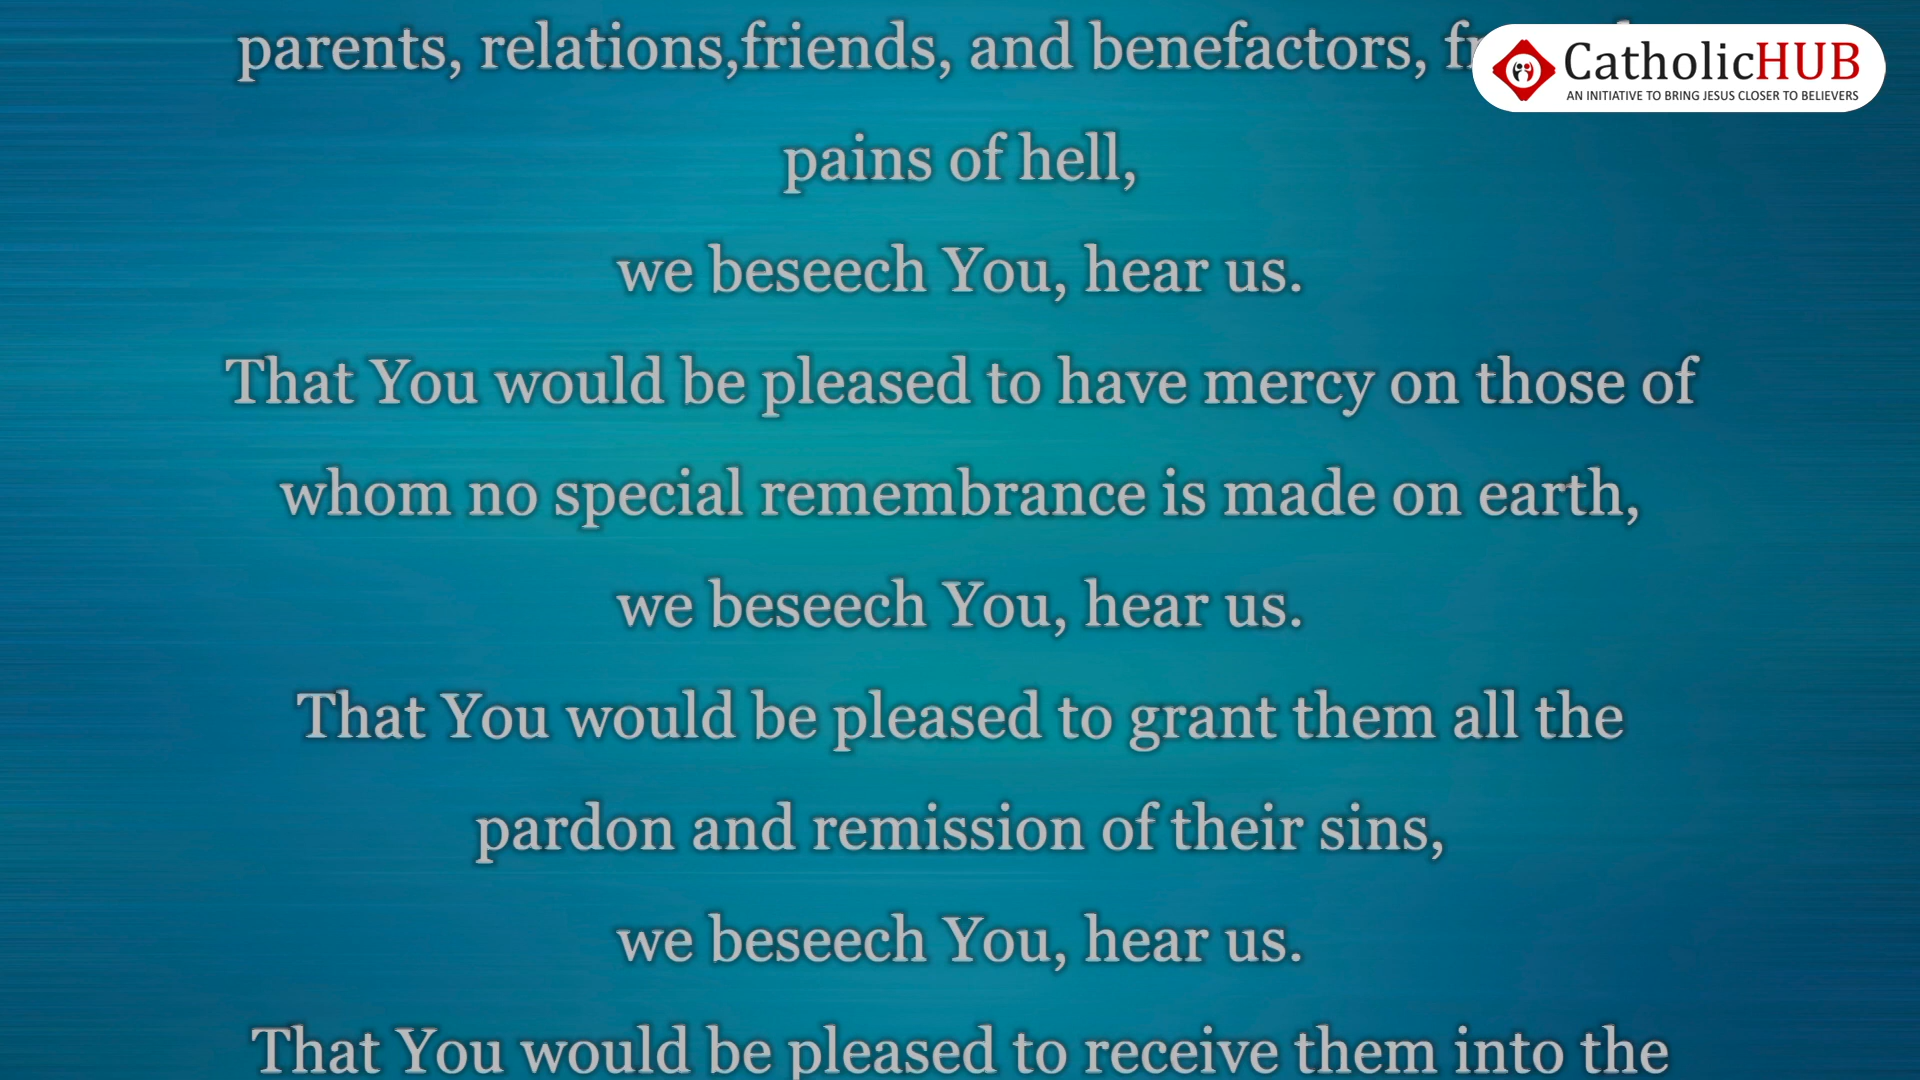 parents, relations,friends, and benefactors,
CatholicHUB
AN INITIATIVE TO BRING JESUS CLOSER TO BELIEVERS
pains of hell,
we beseech You, hear us.
That You would be pleased to have mercy on those of
whom no special remembrance is made on earth,
we beseech You, hear us.
That You would be pleased to grant them all the
pardon and remission of their sins,
we beseech You, hear us.
That You would be pleased to receive them into the